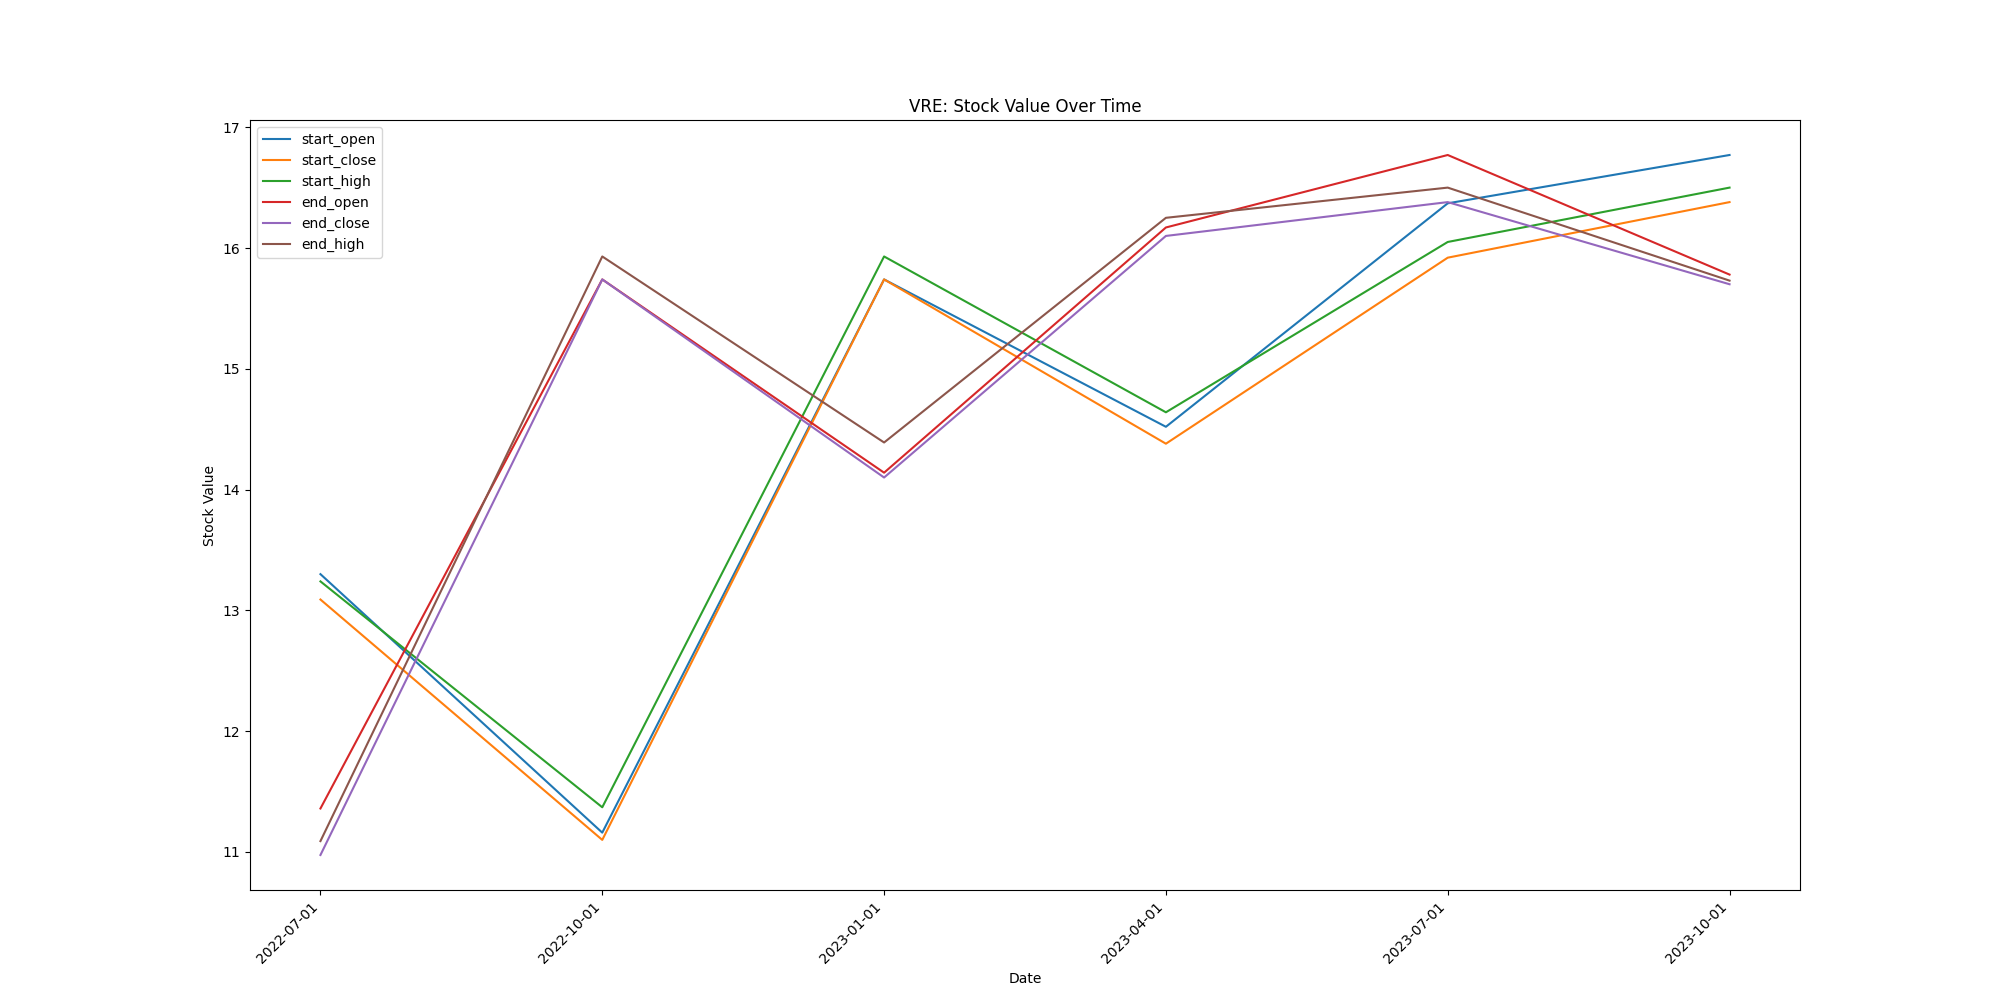 VRE: Stock Value Over Time
17
16
15
14
13
12
11
Stock Value
start_open
start_close
start_high
end_open
end_close
end_high
2022-07-01
2022-10-01
2023-01-01
2023-04-01
2023-07-01
2023-10-01
Date